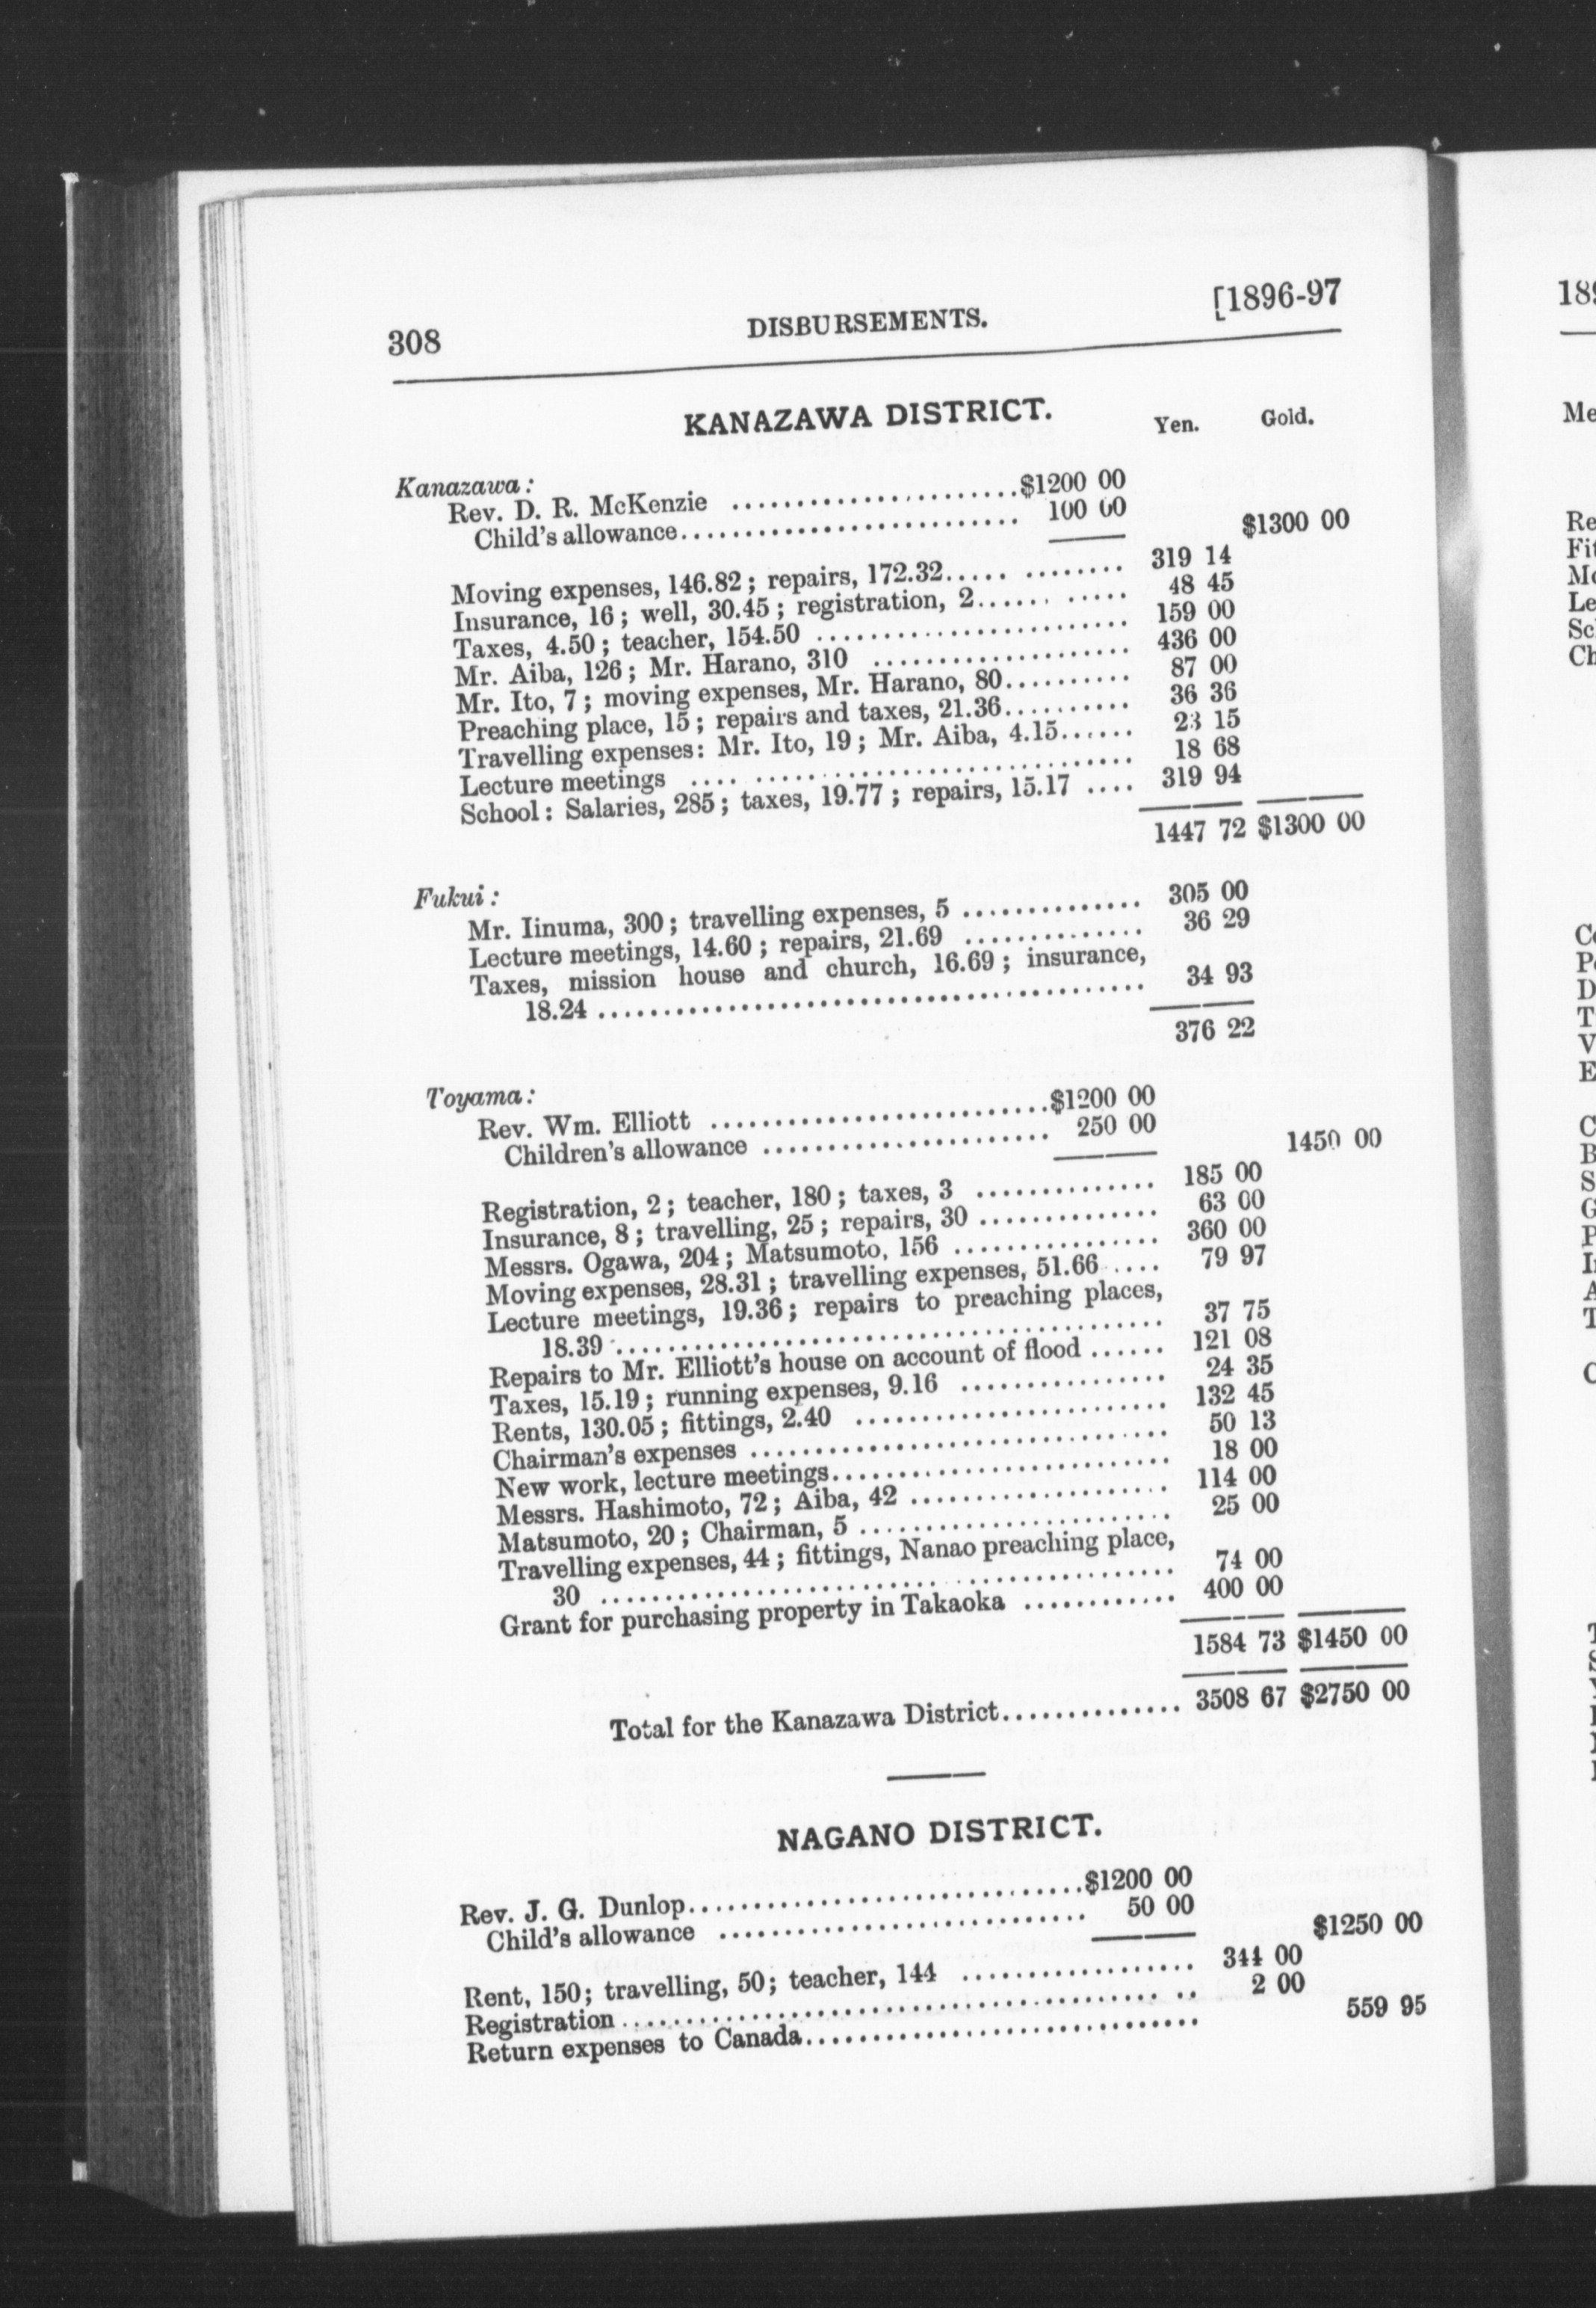 308 DISBURSEMENTS. [1896-97
KANAZAWA DISTRICT. Yen. Gold.
Kanazawa:
Rev. D. R. McKenzie ........................ $1200 00
Child's allowance.......................... 100 00
$1300 00
Moving expenses, 146.82; repairs, 172.32..... ........ 319 14
Insurance, 16; well, 30.45; registration, 2...... ..... 48 45
Taxes, 4.50; teacher, 154.50 ........................ 159 00
Mr. Aiba, 126; Mr. Harano, 310 .................... 436 00
Mr. Ito, 7; moving expenses, Mr. Harano, 80.......... 87 00
Preaching place, 15; repairs and taxes, 21.36.......... 36 36
Travelling expenses: Mr. Ito, 19; Mr. Aiba, 4.15...... 23 15
Lecture meetings .... ............................. 18 68
School: Salaries, 285; taxes, 19.77; repairs, 15.17 .... 319 94
1447 72 $1300 00
Fukui:
Mr. Iinuma, 300; travelling expenses, 5 .............. 305 00
Lecture meetings, 14.60; repairs, 21.69 .............. 36 29
Taxes, mission house and church, 16.69; insurance,
18.24 .......................................... 34 93
376 22
Toyama:
Rev. Wm. Elliott ..........................$1200 00
Children's allowance ...................... 250 00
1450 00
Registration, 2; teacher, 180; taxes, 3 .............. 185 00
Insurance, 8; travelling, 25; repairs, 30 .............. 63 00
Messrs. Ogawa, 204; Matsumoto, 156 ................ 360 00
Moving expenses, 28.31; travelling expenses, 51.66 .... 79 97
Lecture meetings, 19.36; repairs to preaching places,
18.39 .......................................... 37 75
Repairs to Mr. Elliott's house on account of flood ...... 121 08
Taxes, 15.19; running expenses, 9.16 ................ 24 35
Rents, 130.05; fittings, 2.40 ........................ 132 45
Chairman's expenses ................................ 50 13
New work, lecture meetings.......................... 18 00
Messrs. Hashimoto, 72; Aiba, 42 .................... 114 00
Matsumoto, 20; Chairman, 5 ........................ 25 00
Travelling expenses, 44; fittings, Nanao preaching place,
30 ............................................ 74 00
Grant for purchasing property in Takaoka ............ 400 00
1584 73 $1450 00
Total for the Kanazawa District.............. 3508 67 $2750 00
NAGANO DISTRICT.
Rev. J. G. Dunlop..............................$1200 00
Child's allowance ............................ 50 00
$1250 00
Rent, 150; travelling, 50; teacher, 144 .................. 344 00
Registration ........................................ .. 2 00
Return expenses to Canada.............................. 559 95